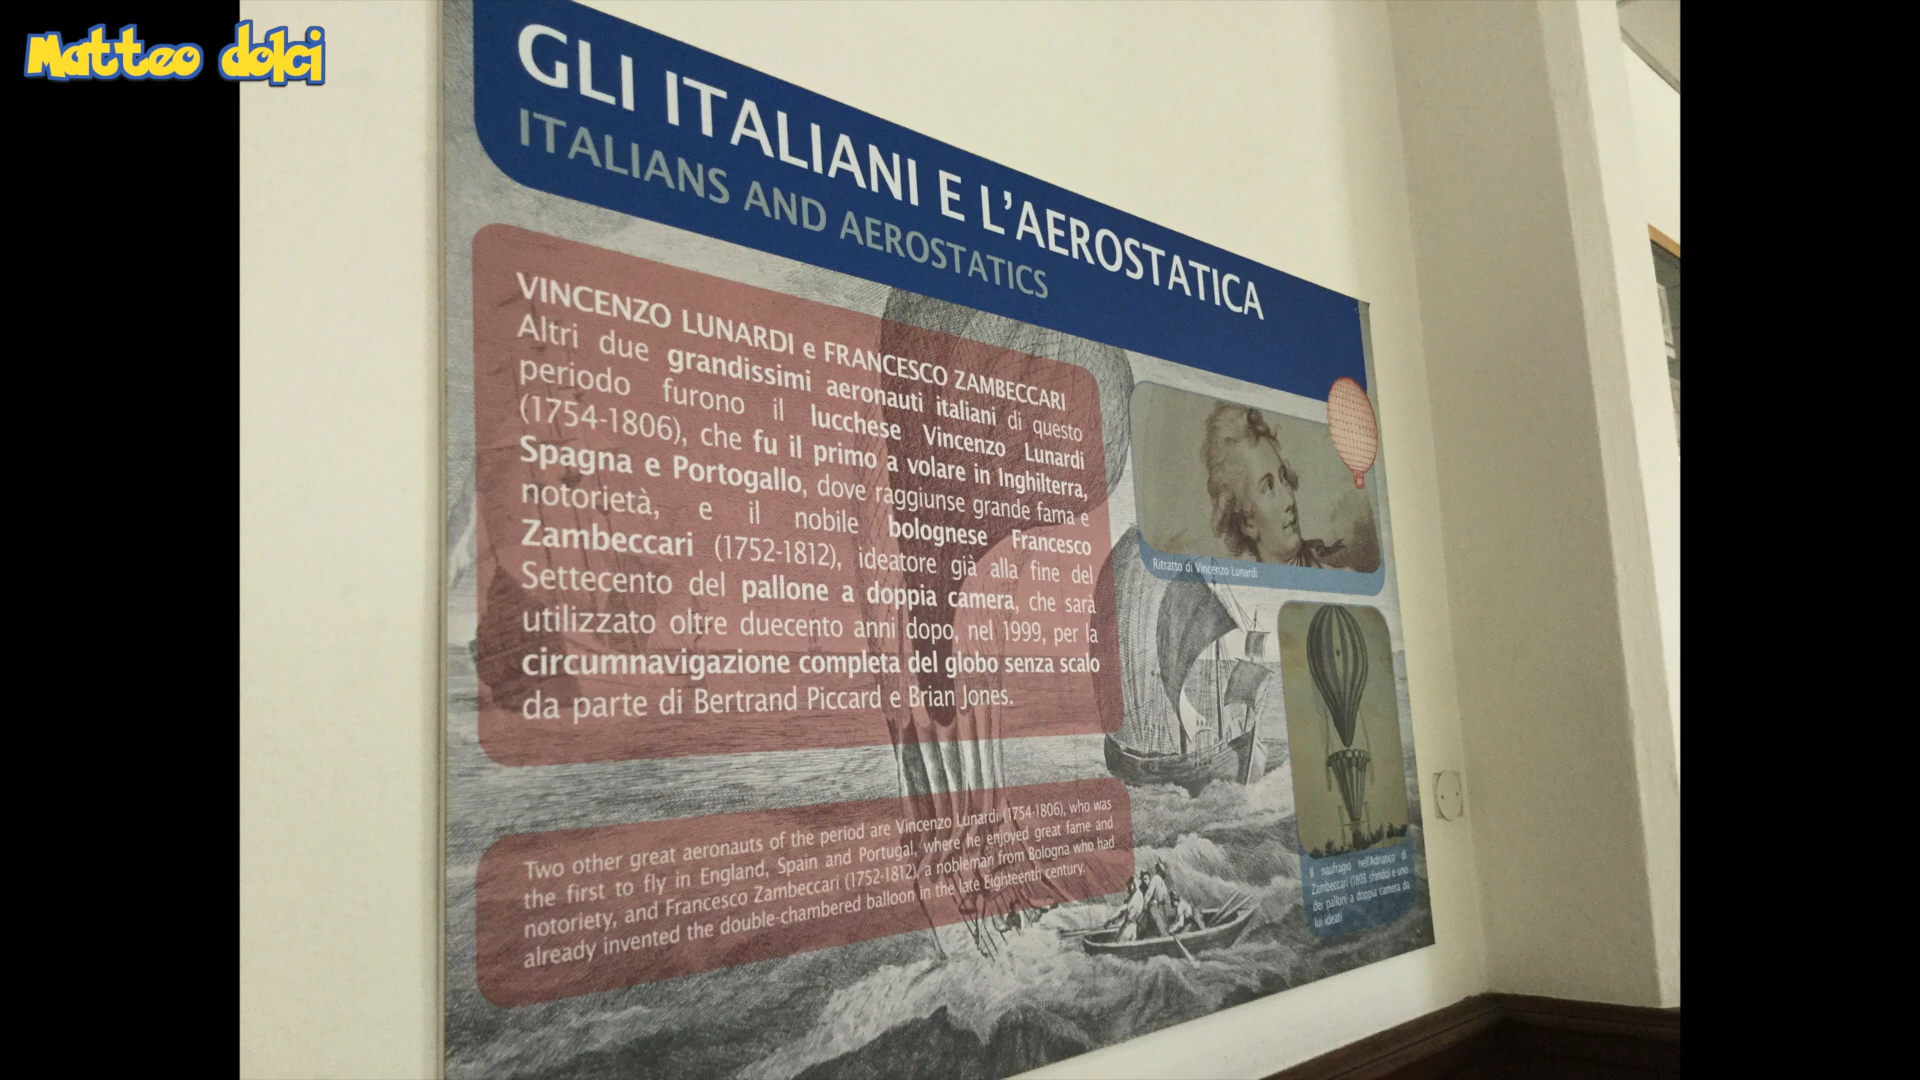 Matteo dolci
GLI ITALIANI E L'AEROSTATICA
ITALIANS AND AEROSTATICS
VINCENZO LUNARDI e FRANCESCO ZAMBECCARI
Altri due grandissimi aeronauti italiani di questo
periodo furono il lucchese Vincenzo Lunardi
(1754-1806), che fu il primo a volare in Inghilterra,
Spagna e Portogallo, dove raggiunse grande fama e
notorietà, e il nobile bolognese Francesco
Zambeccari (1752-1812), ideatore già alla fine del
Settecento del pallone a doppia camera, che sarà
utilizzato oltre duecento anni dopo, nel 1999, per la
circumnavigazione completa del globo senza scalo
da parte di Bertrand Piccard e Brian Jones.
Two other great aeronauts of the period are Vincenzo Lunardi (1754-1806), who was
the first to fly in England, Spain and Portugal, where he enjoyed great fame and
notoriety, and Francesco Zambeccari (1752-1812), a nobleman from Bologna who had
already invented the double-chambered balloon in the late Eighteenth century.
Ritratto di Vincenzo Lunardi
Il naufragio nell'Adriatico di
Zambeccari (1803 sfondo) e uno
dei palloni a doppia camera da
lui ideati